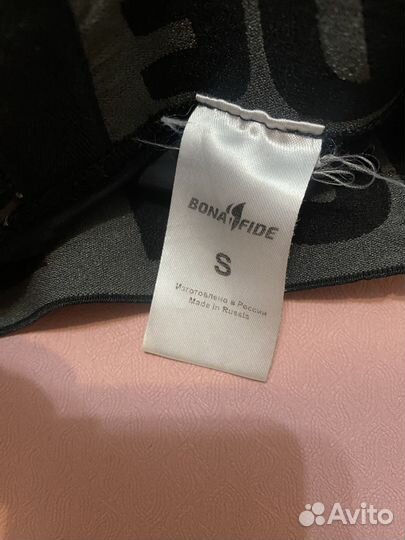 BONA FIDE
S
Изготовлено в России
Made in Russia
Avito